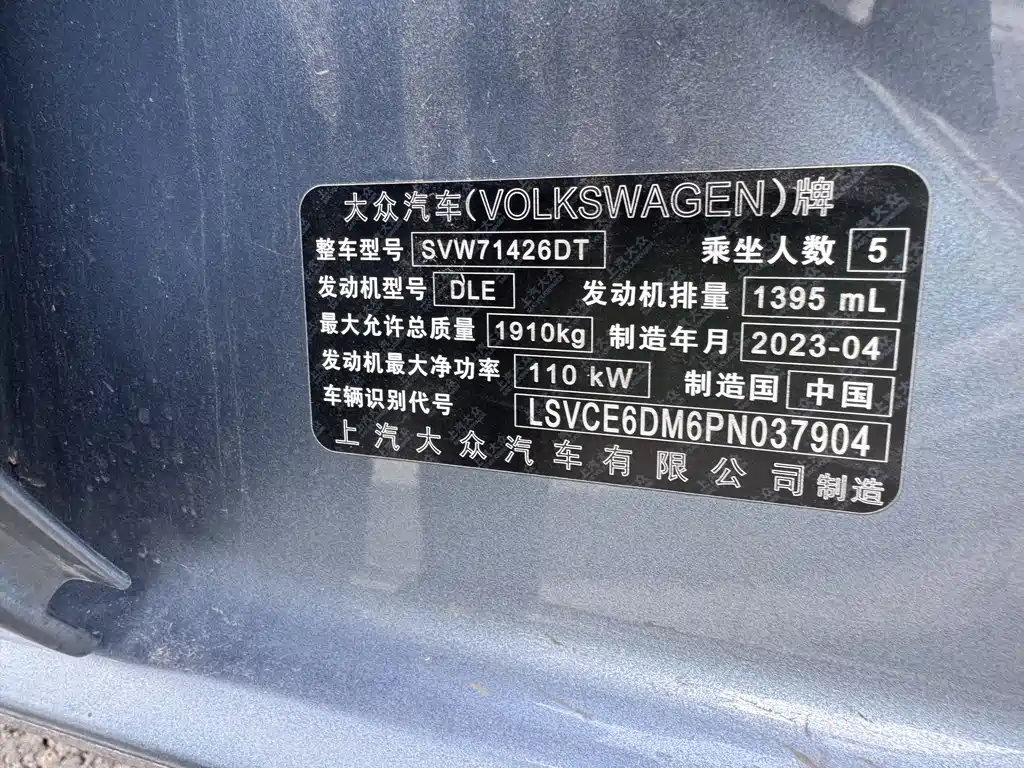 大众汽车(VOLKSWAGEN)牌
整车型号 SVW71426DT 乘坐人数 5
发动机型号 DLE 发动机排量 1395 mL
最大允许总质量 1910kg 制造年月 2023-04
发动机最大净功率 110 kW 制造国 中国
车辆识别代号 LSVCE6DM6PN037904
上汽大众汽车有限公司制造